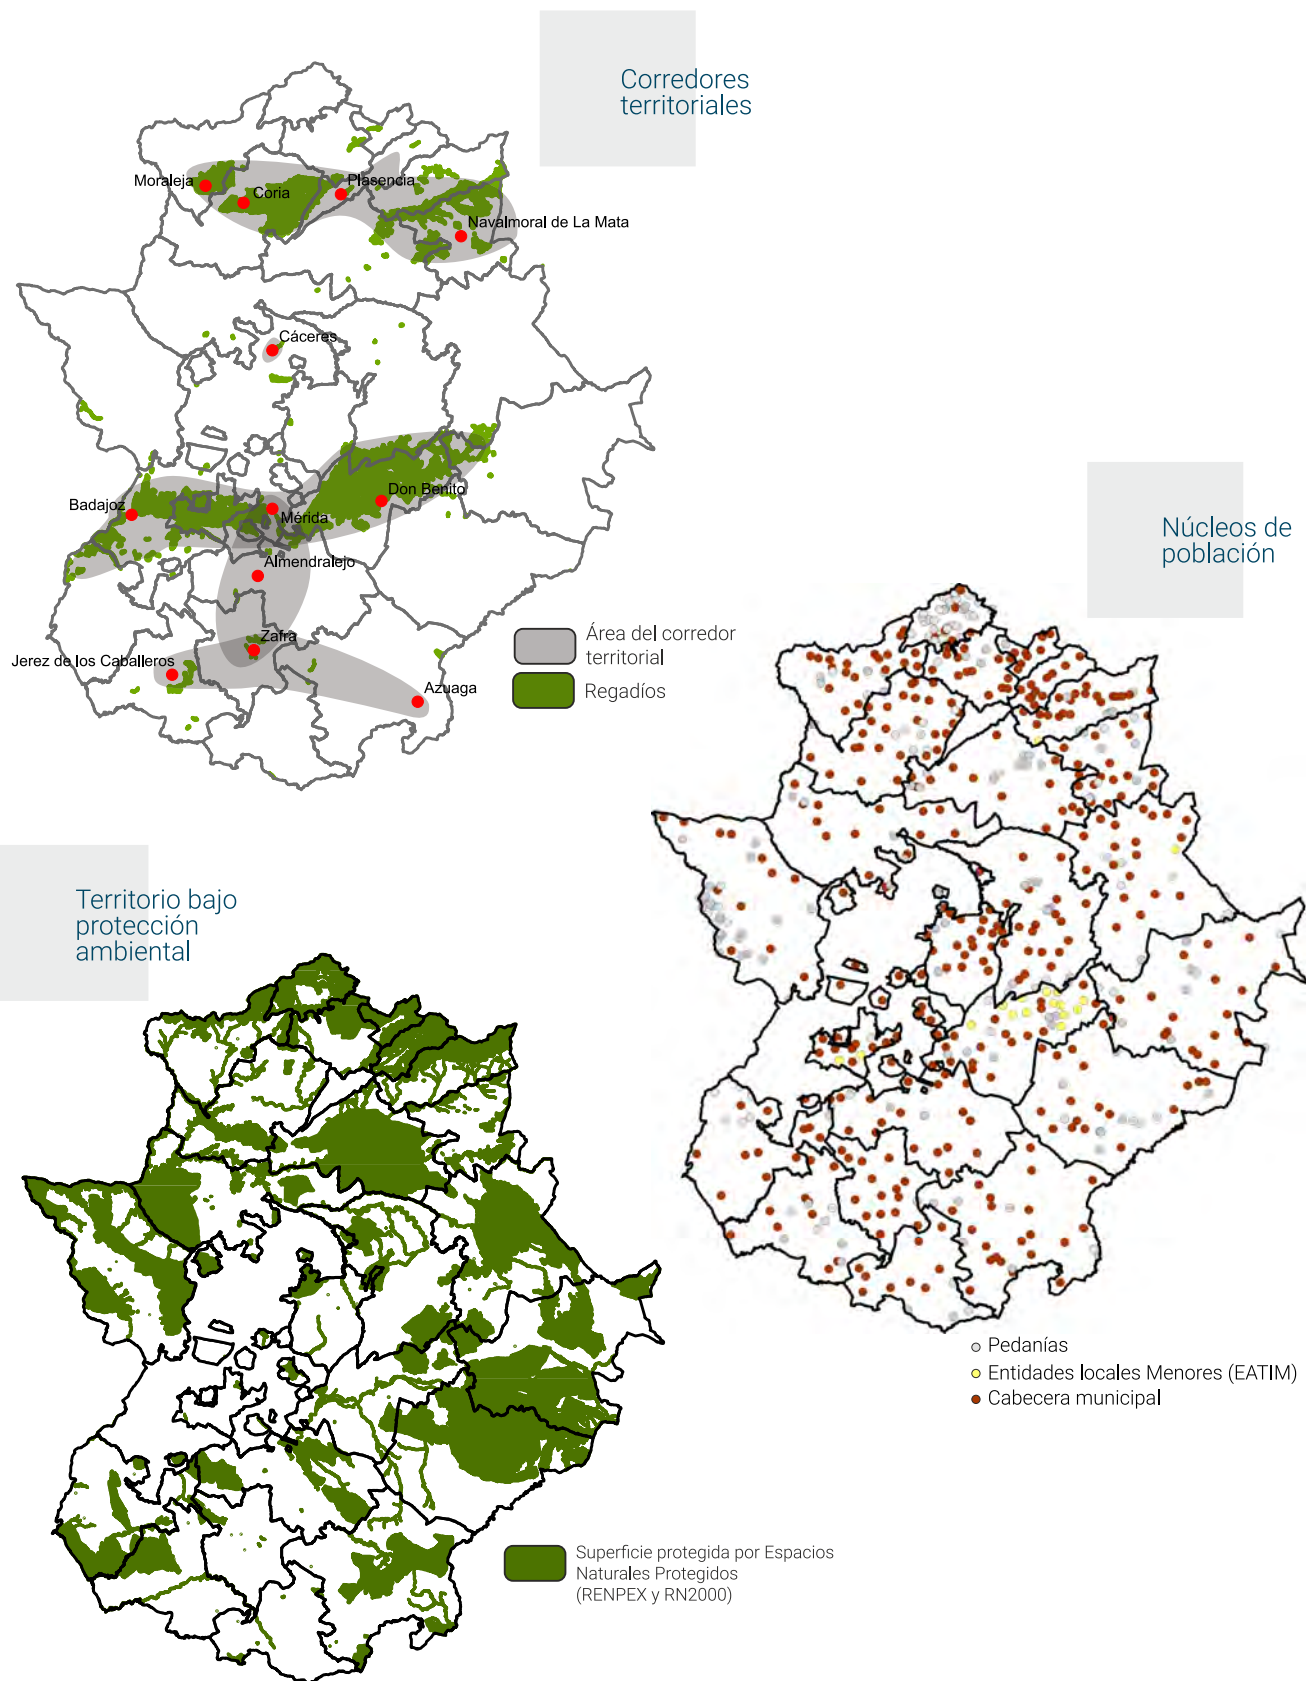 Corredores
territoriales
Moraleja
Coria
Plasencia
Navalmoral de La Mata
Cáceres
Badajoz
Mérida
Don Benito
Almendralejo
Zafra
Jerez de los Caballeros
Azuaga
Área del corredor
territorial
Regadíos
Núcleos de
población
Pedanías
Entidades locales Menores (EATIM)
Cabecera municipal
Territorio bajo
protección
ambiental
Superficie protegida por Espacios
Naturales Protegidos
(RENPEX y RN2000)